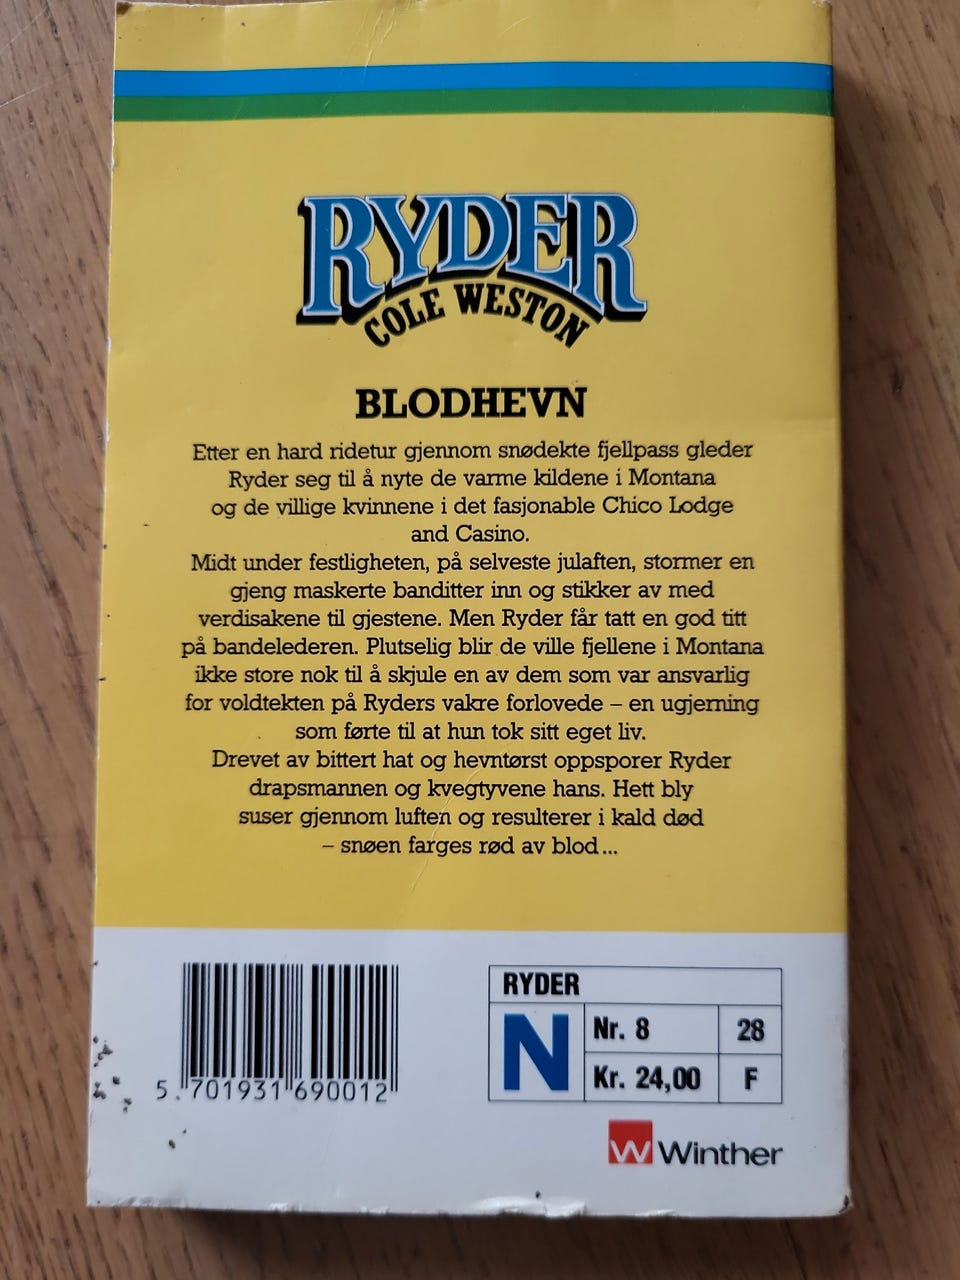 RYDER
COLE WESTON
BLODHEVN
Etter en hard ridetur gjennom snødekte fjellpass gleder
Ryder seg til å nyte de varme kildene i Montana
og de villige kvinnene i det fasjonable Chico Lodge
and Casino.
Midt under festligheten, på selveste julaften, stormer en
gjeng maskerte banditter inn og stikker av med
verdisakene til gjestene. Men Ryder får tatt en god titt
på bandelederen. Plutselig blir de ville fjellene i Montana
ikke store nok til å skjule en av dem som var ansvarlig
for voldtekten på Ryders vakre forlovede – en ugjerning
som førte til at hun tok sitt eget liv.
Drevet av bittert hat og hevntørst oppsporer Ryder
drapsmannen og kvegtyvene hans. Hett bly
suser gjennom luften og resulterer i kald død
– snøen farges rød av blod...
5 701931 690012
RYDER
N
Nr. 8
28
Kr. 24,00
F
W Winther